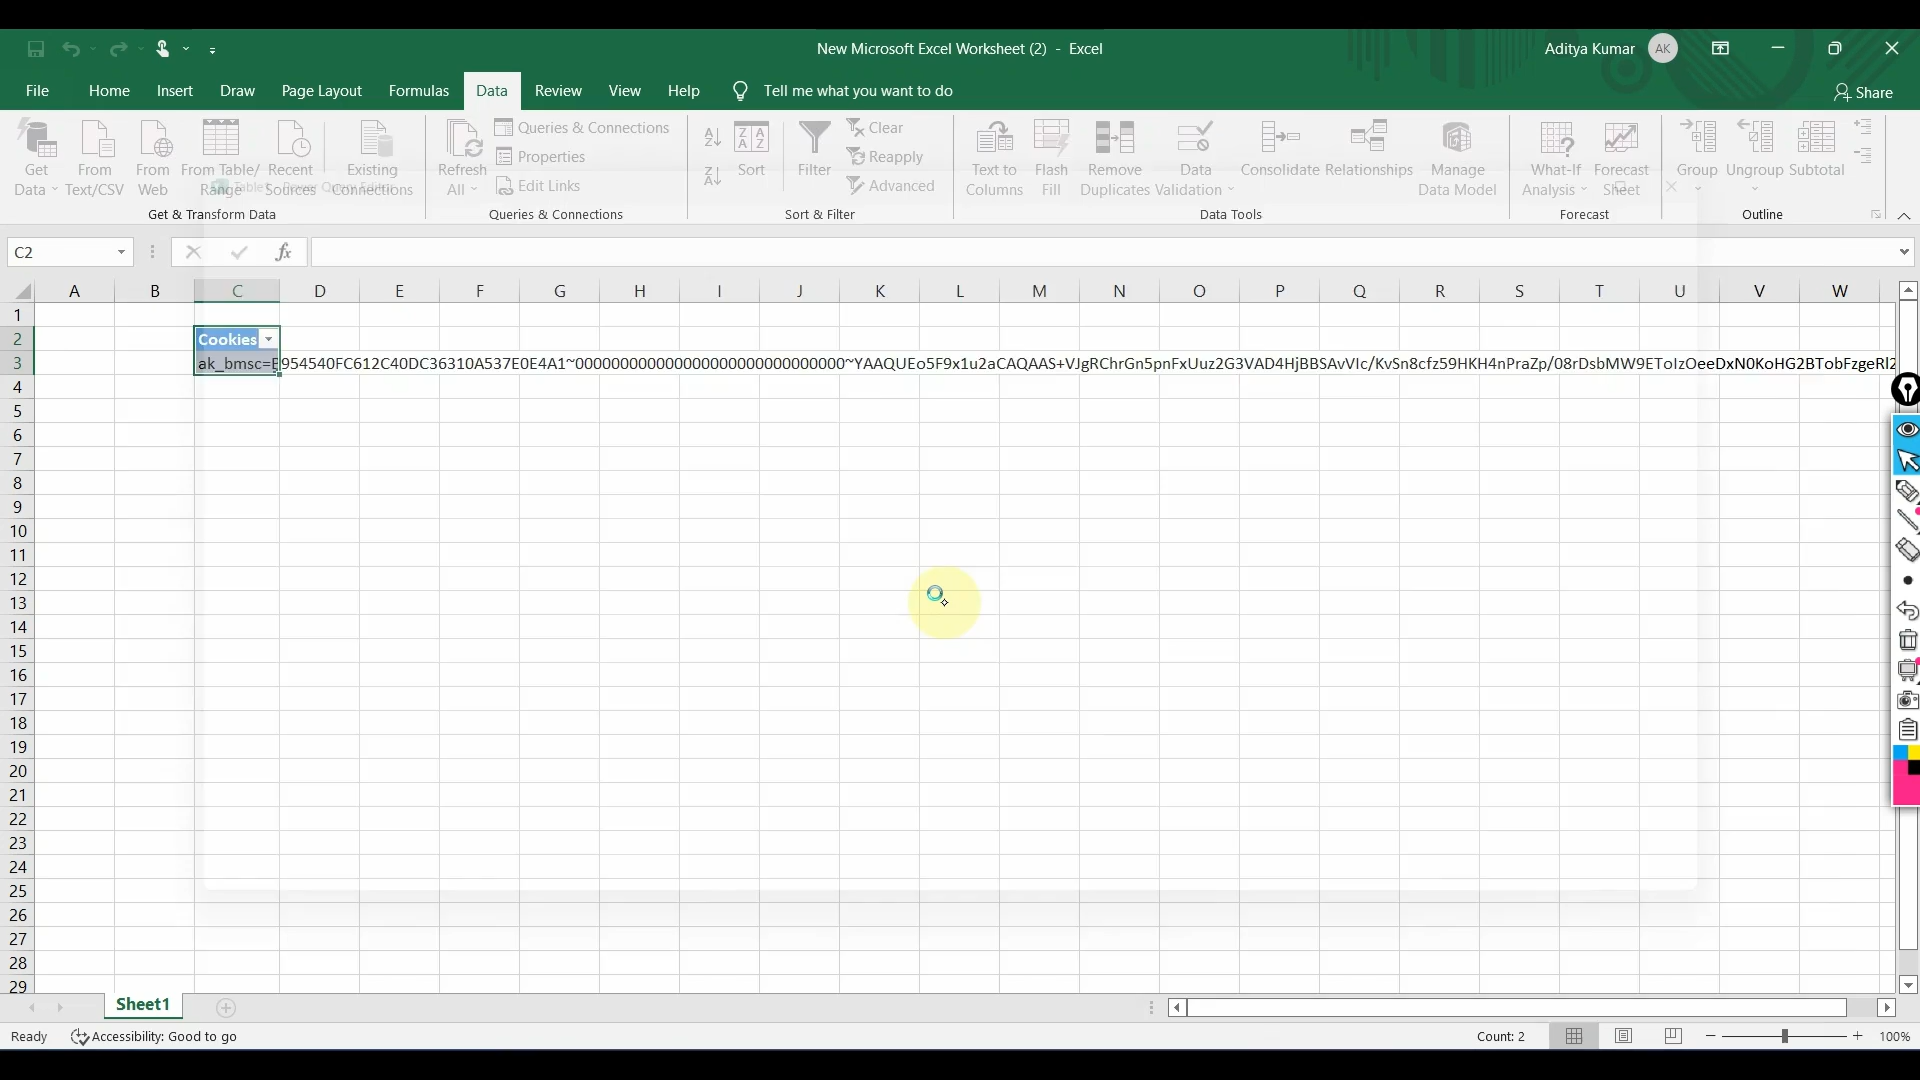 New Microsoft Excel Worksheet (2) - Excel
Aditya Kumar AK
File Home Insert Draw Page Layout Formulas Data Review View Help Tell me what you want to do Share
Get Data
From Text/CSV
From Web
From Table/ Range
Recent Sources
Existing Connections
Get & Transform Data
Refresh All
Queries & Connections
Properties
Edit Links
Queries & Connections
Sort
Filter
Clear
Reapply
Advanced
Sort & Filter
Text to Columns
Flash Fill
Remove Duplicates
Data Validation
Consolidate
Relationships
Manage Data Model
Data Tools
What-If Analysis
Forecast Sheet
Forecast
Group
Ungroup
Subtotal
Outline
C2 fx
A B C D E F G H I J K L M N O P Q R S T U V W
1
2 Cookies
3 ak_bmsc=E954540FC612C40DC36310A537E0E4A1~000000000000000000000000000000~YAAQUEo5F9x1u2aCAQAAS+VJgRChrGn5pnFxUuz2G3VAD4HjBBSAvVIc/KvSn8cfz59HKH4nPraZp/08rDsbMW9EToIzOeeDxN0KoHG2BTobFzgeRl2
4
5
6
7
8
9
10
11
12
13
14
15
16
17
18
19
20
21
22
23
24
25
26
27
28
29
Sheet1
Ready Accessibility: Good to go Count: 2 100%